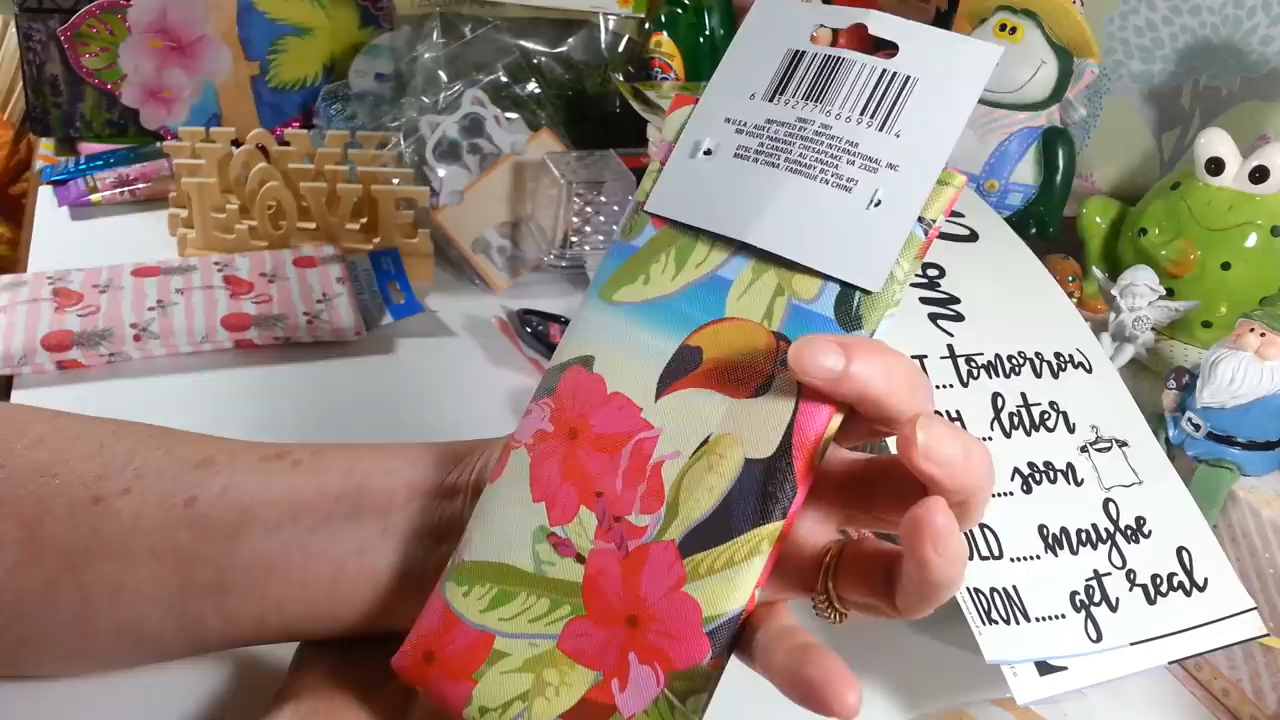 6 39277 66699 4
288673 2001
IMPORTED BY / IMPORTÉ PAR
IN U.S.A. / AUX É.-U.: GREENBRIER INTERNATIONAL, INC.
500 VOLVO PARKWAY, CHESAPEAKE, VA 23320
IN CANADA / AU CANADA:
DTSC IMPORTS BURNABY, BC V5G 4P3
MADE IN CHINA / FABRIQUÉ EN CHINE
LOVE
...tomorrow
...later
....soon
.....maybe
IRON.....get real